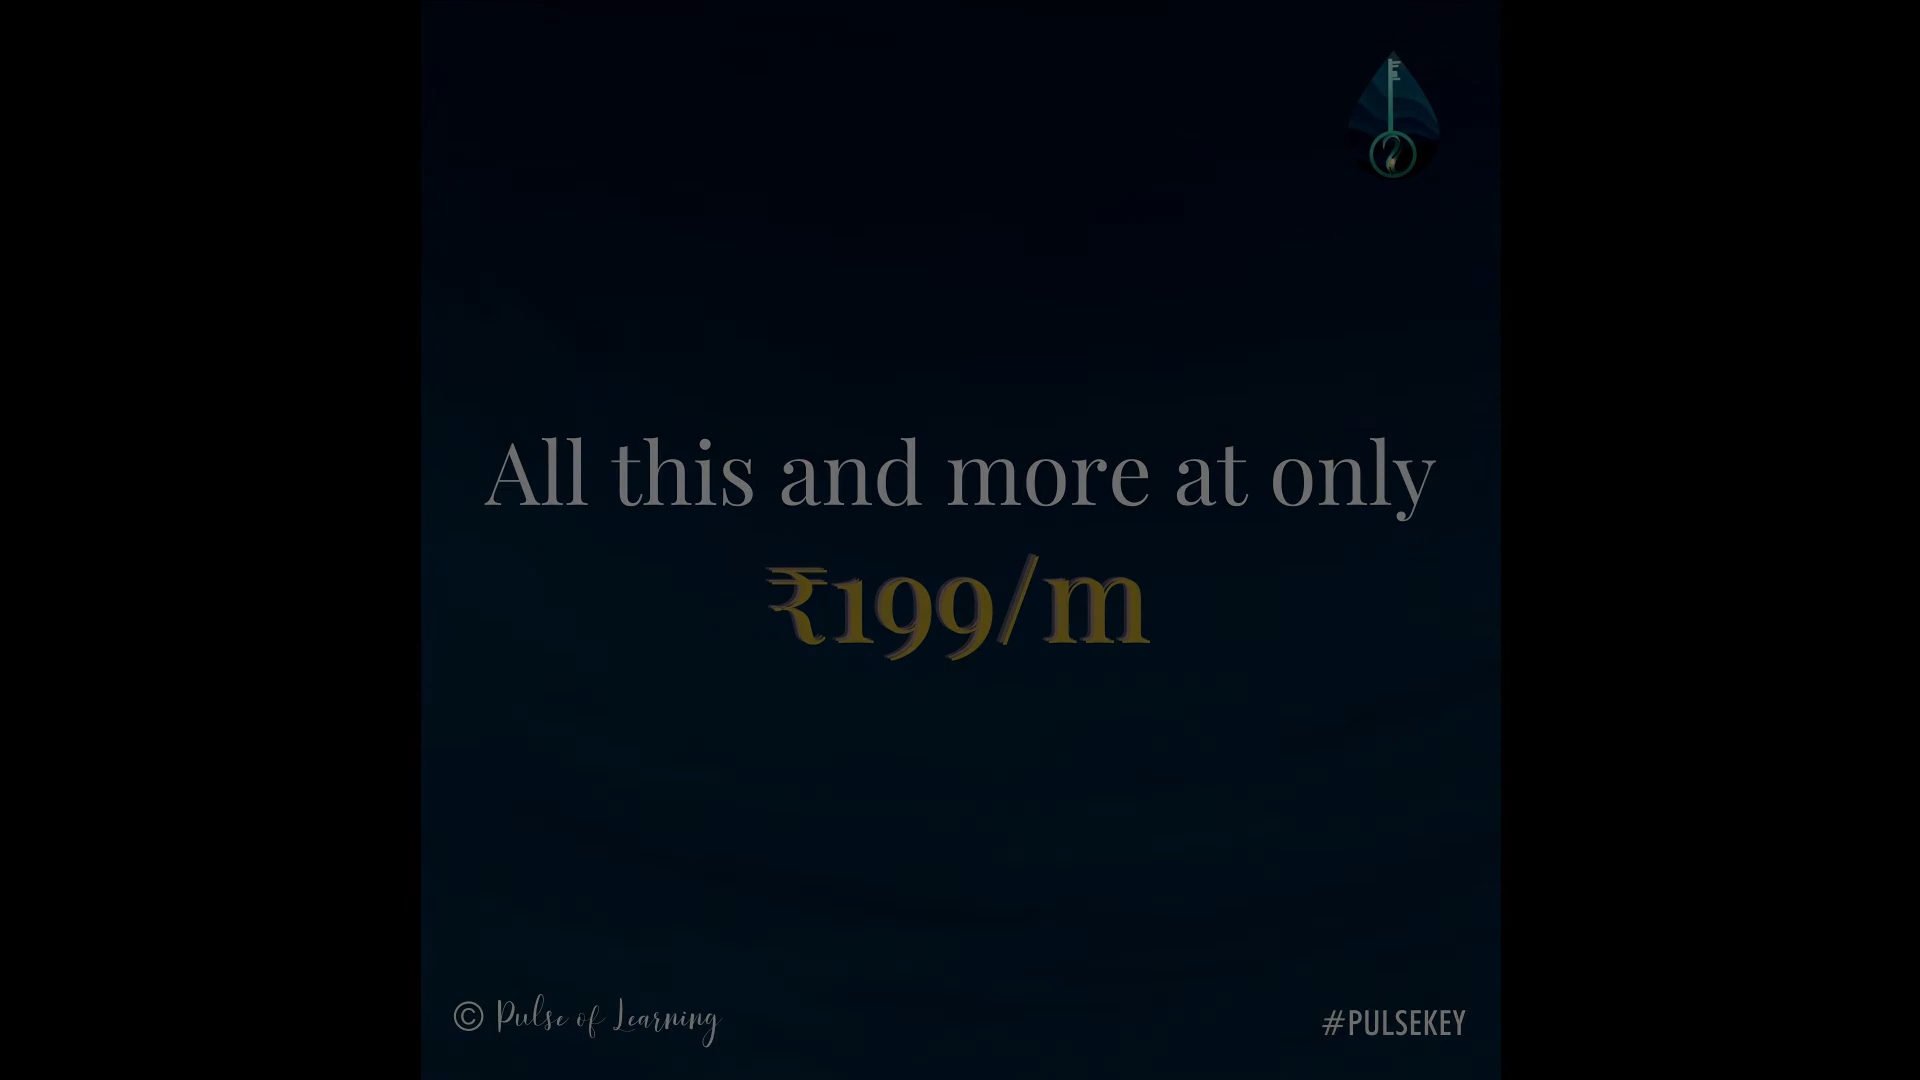 All this and more at only
₹199/m
© Pulse of Learning
#PULSEKEY